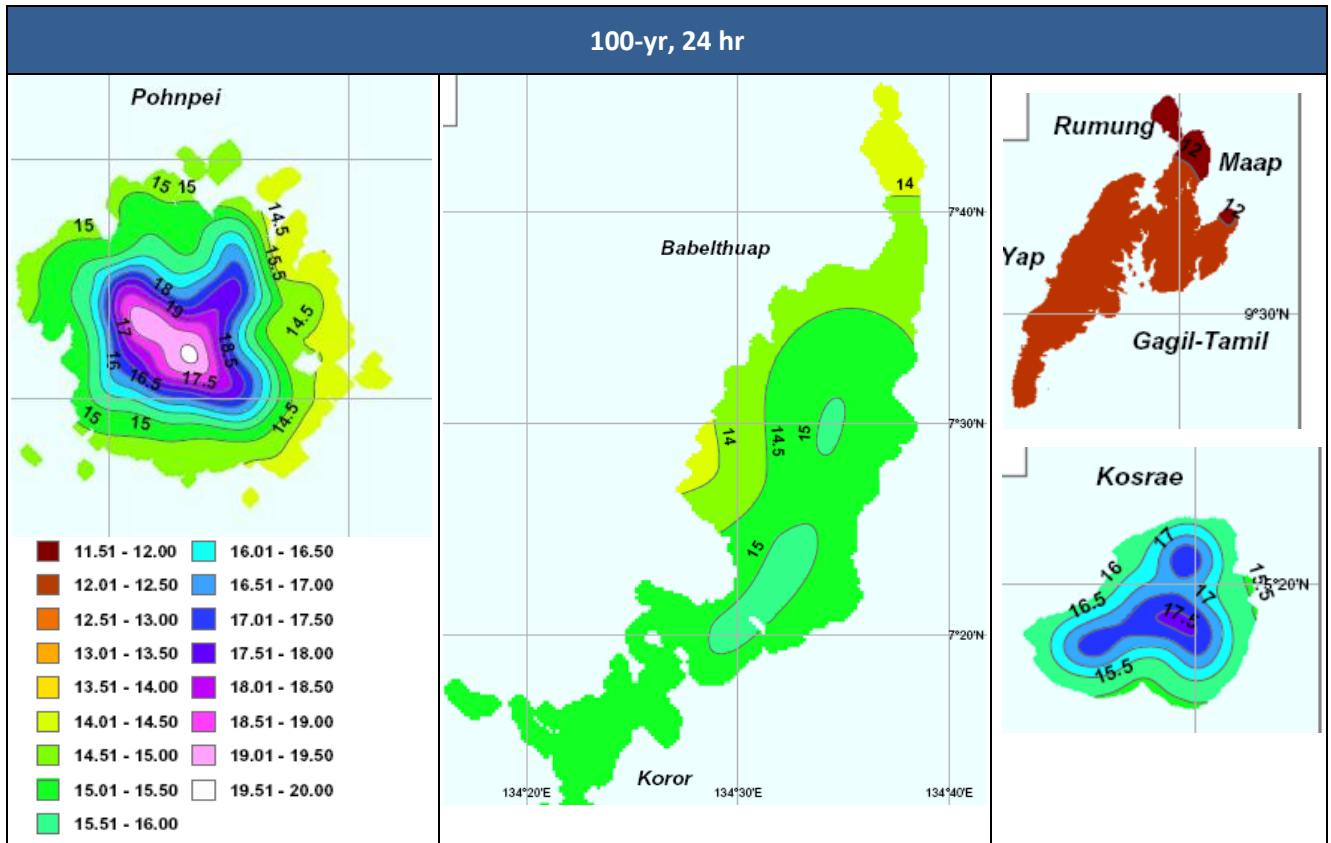 100-yr, 24 hr
Pohnpei
15 15
15
14.5
15.5
18
19
17
14.5
18.5
16
16.5
17.5
15
15
14.5
11.51 - 12.00
12.01 - 12.50
12.51 - 13.00
13.01 - 13.50
13.51 - 14.00
14.01 - 14.50
14.51 - 15.00
15.01 - 15.50
15.51 - 16.00
16.01 - 16.50
16.51 - 17.00
17.01 - 17.50
17.51 - 18.00
18.01 - 18.50
18.51 - 19.00
19.01 - 19.50
19.51 - 20.00
14
7°40'N
Babelthuap
14
14.5
15
7°30'N
15
7°20'N
Koror
134°20'E
134°30'E
134°40'E
Rumung
12
Maap
12
Yap
9°30'N
Gagil-Tamil
Kosrae
17
16
15.5
5°20'N
16.5
17
17.5
15.5